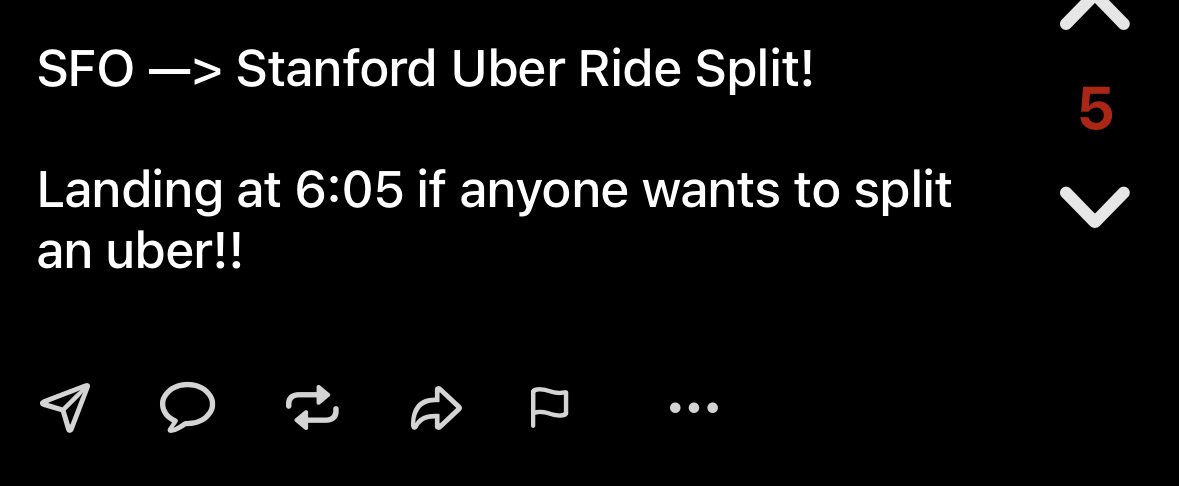 SFO —> Stanford Uber Ride Split!
5
Landing at 6:05 if anyone wants to split
an uber!!